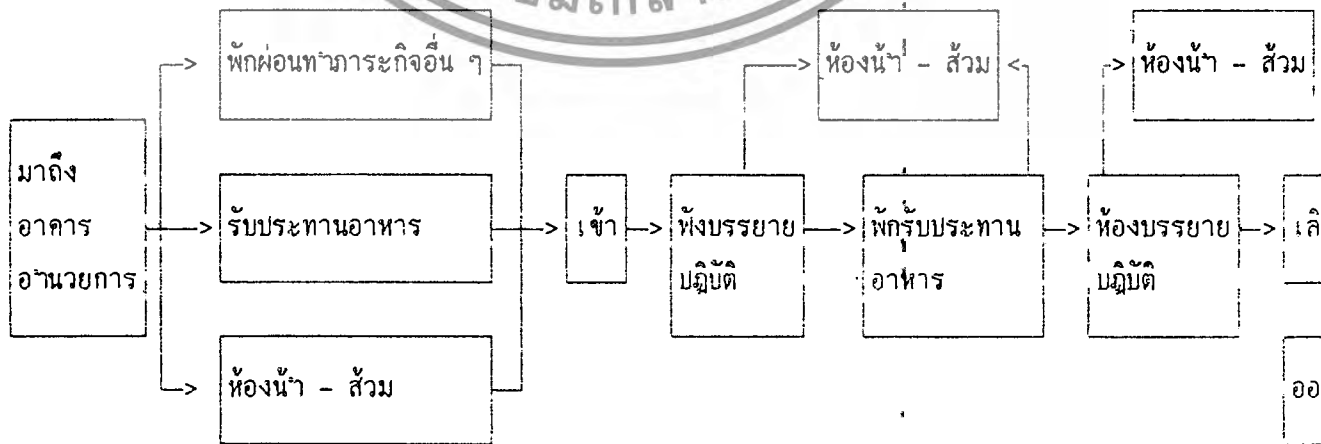 พักผ่อนทำภาระกิจอื่น ๆ
ห้องน้ำ - ส้วม
ห้องน้ำ - ส้วม
มาถึง
อาคาร
อำนวยการ
รับประทานอาหาร
เข้า
ฟังบรรยาย
ปฏิบัติ
พักรับประทาน
อาหาร
ห้องบรรยาย
ปฏิบัติ
ห้องน้ำ - ส้วม